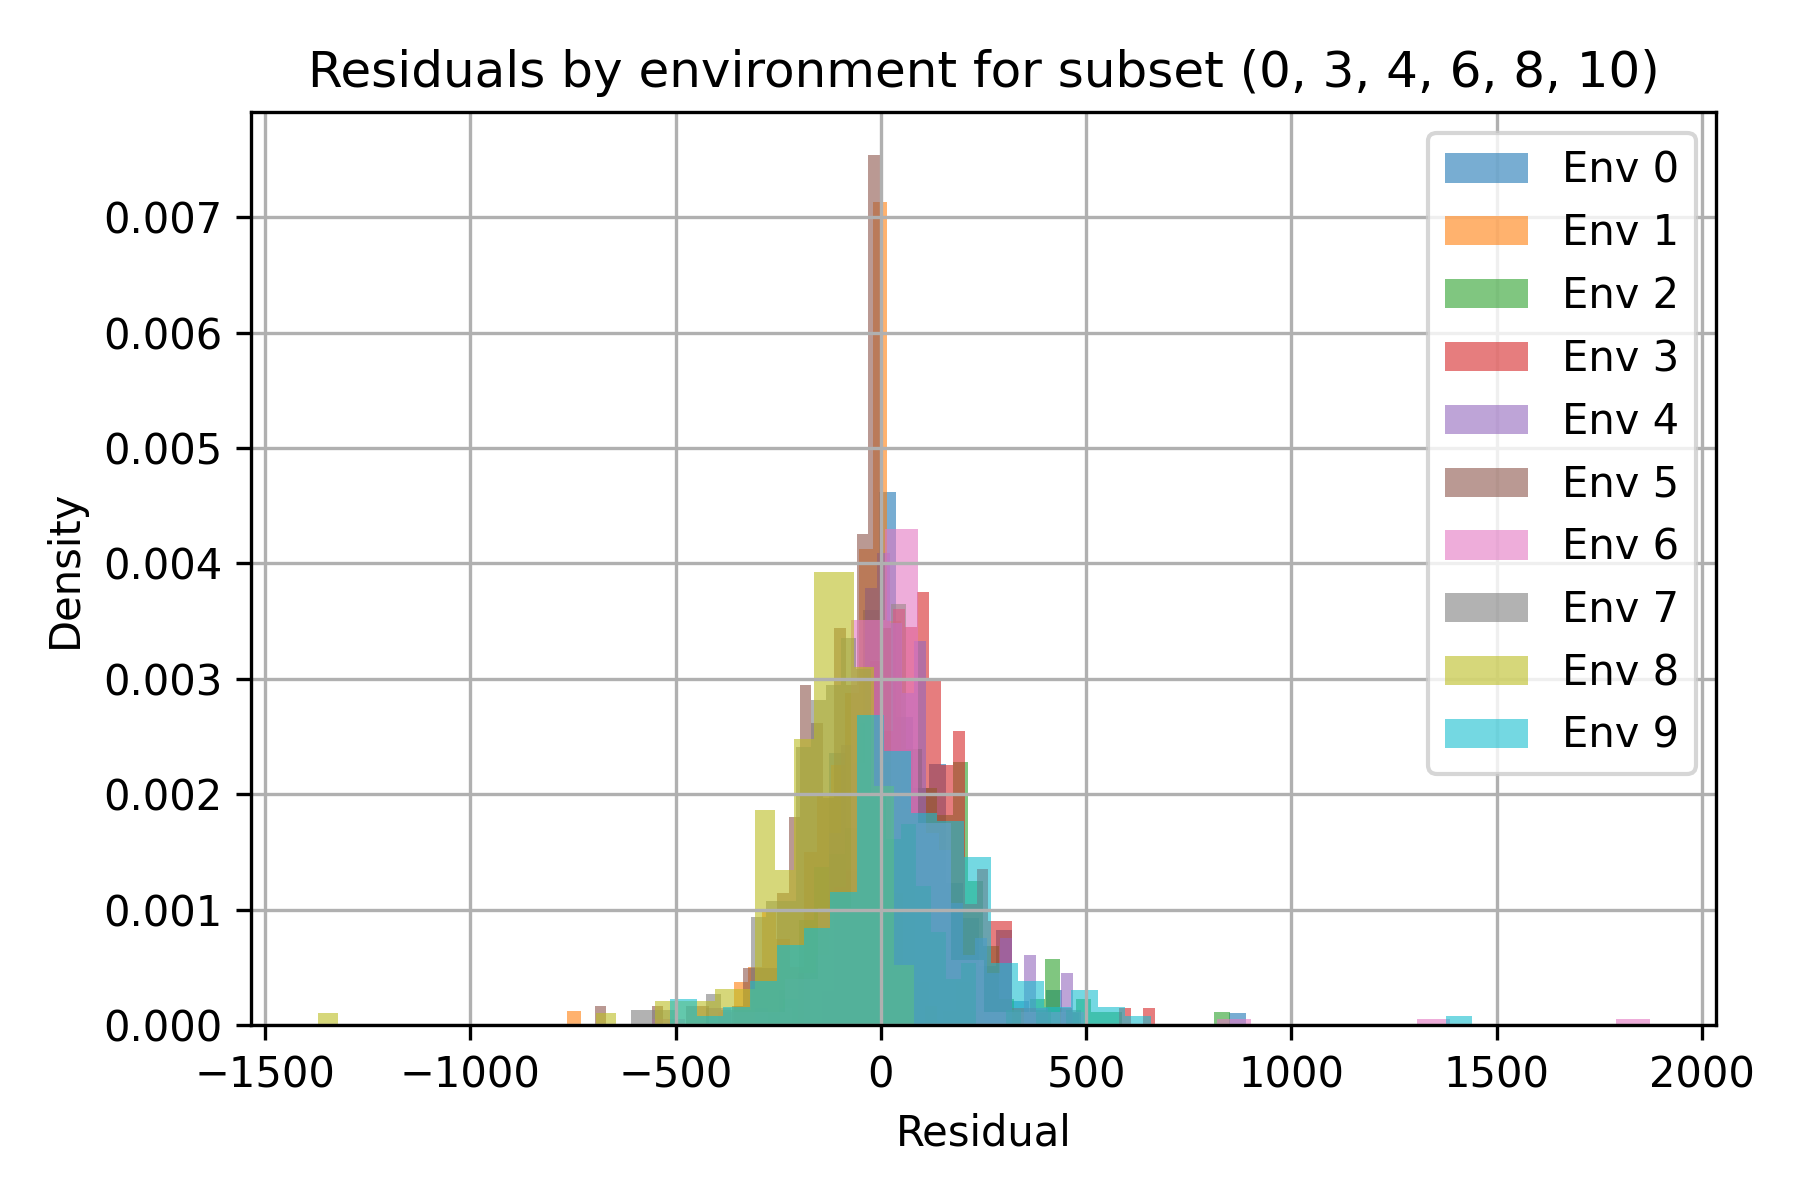 Residuals by environment for subset (0, 3, 4, 6, 8, 10)
Env 0
Env 1
Env 2
Env 3
Env 4
Env 5
Env 6
Env 7
Env 8
Env 9
0.007
0.006
0.005
0.004
0.003
0.002
0.001
0.000
Density
−1500 −1000 −500 0 500 1000 1500 2000
Residual